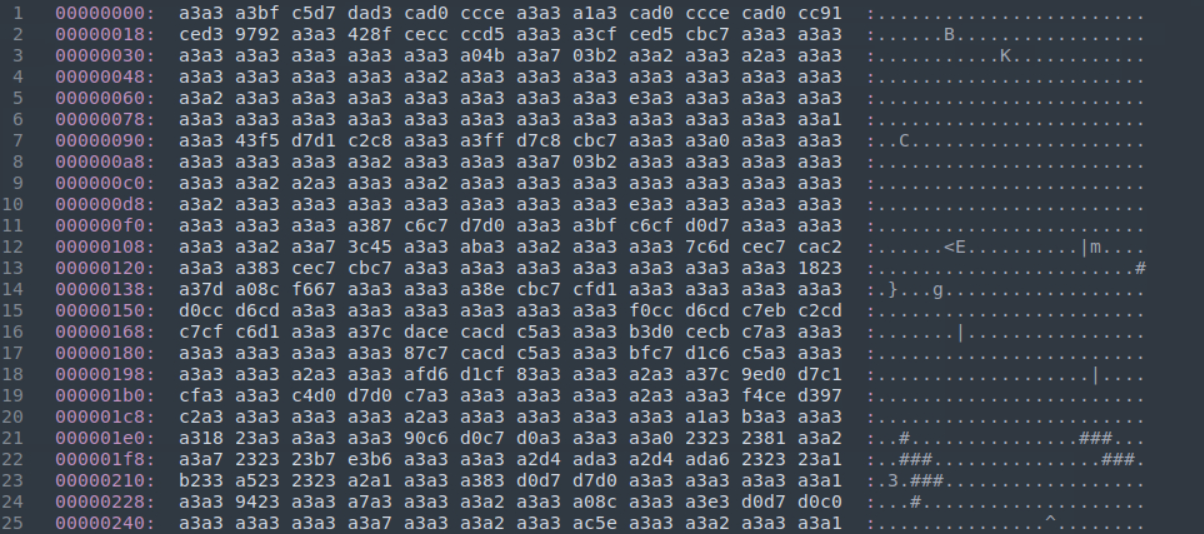 1 00000000: a3a3 a3bf c5d7 dad3 cad0 ccce a3a3 a1a3 cad0 ccce cad0 cc91 :........................
2 00000018: ced3 9792 a3a3 428f cecc ccd5 a3a3 a3cf ced5 cbc7 a3a3 a3a3 :......B.................
3 00000030: a3a3 a3a3 a3a3 a3a3 a3a3 a04b a3a7 03b2 a3a2 a3a3 a2a3 a3a3 :...........K............
4 00000048: a3a3 a3a3 a3a3 a3a3 a3a2 a3a3 a3a3 a3a3 a3a3 a3a3 a3a3 a3a3 :........................
5 00000060: a3a2 a3a3 a3a3 a3a3 a3a3 a3a3 a3a3 a3a3 e3a3 a3a3 a3a3 a3a3 :........................
6 00000078: a3a3 a3a3 a3a3 a3a3 a3a3 a3a3 a3a3 a3a3 a3a3 a3a3 a3a3 a3a1 :........................
7 00000090: a3a3 43f5 d7d1 c2c8 a3a3 a3ff d7c8 cbc7 a3a3 a3a0 a3a3 a3a3 :..C.....................
8 000000a8: a3a3 a3a3 a3a3 a3a2 a3a3 a3a3 a3a7 03b2 a3a3 a3a3 a3a3 a3a3 :........................
9 000000c0: a3a3 a3a2 a2a3 a3a3 a3a2 a3a3 a3a3 a3a3 a3a3 a3a3 a3a3 a3a3 :........................
10 000000d8: a3a2 a3a3 a3a3 a3a3 a3a3 a3a3 a3a3 a3a3 e3a3 a3a3 a3a3 a3a3 :........................
11 000000f0: a3a3 a3a3 a3a3 a387 c6c7 d7d0 a3a3 a3bf c6cf d0d7 a3a3 a3a3 :........................
12 00000108: a3a3 a3a2 a3a7 3c45 a3a3 aba3 a3a2 a3a3 a3a3 7c6d cec7 cac2 :......<E..........|m....
13 00000120: a3a3 a383 cec7 cbc7 a3a3 a3a3 a3a3 a3a3 a3a3 a3a3 a3a3 1823 :.......................#
14 00000138: a37d a08c f667 a3a3 a3a3 a38e cbc7 cfd1 a3a3 a3a3 a3a3 a3a3 :.}...g..................
15 00000150: d0cc d6cd a3a3 a3a3 a3a3 a3a3 a3a3 a3a3 f0cc d6cd c7eb c2cd :........................
16 00000168: c7cf c6d1 a3a3 a37c dace cacd c5a3 a3a3 b3d0 cecb c7a3 a3a3 :.......|................
17 00000180: a3a3 a3a3 a3a3 a3a3 87c7 cacd c5a3 a3a3 bfc7 d1c6 c5a3 a3a3 :........................
18 00000198: a3a3 a3a3 a2a3 a3a3 afd6 d1cf 83a3 a3a3 a2a3 a37c 9ed0 d7c1 :...................|....
19 000001b0: cfa3 a3a3 c4d0 d7d0 c7a3 a3a3 a3a3 a3a3 a2a3 a3a3 f4ce d397 :........................
20 000001c8: c2a3 a3a3 a3a3 a3a3 a2a3 a3a3 a3a3 a3a3 a3a3 a1a3 b3a3 a3a3 :........................
21 000001e0: a318 23a3 a3a3 a3a3 90c6 d0c7 d0a3 a3a3 a3a0 2323 2381 a3a2 :..#...............###...
22 000001f8: a3a7 2323 23b7 e3b6 a3a3 a3a3 a2d4 ada3 a2d4 ada6 2323 23a1 :..###...............###.
23 00000210: b233 a523 2323 a2a1 a3a3 a383 d0d7 d7d0 a3a3 a3a3 a3a3 a3a1 :.3.###..................
24 00000228: a3a3 9423 a3a3 a7a3 a3a3 a3a2 a3a3 a08c a3a3 a3e3 d0d7 d0c0 :...#....................
25 00000240: a3a3 a3a3 a3a3 a3a7 a3a3 a3a2 a3a3 ac5e a3a3 a3a2 a3a3 a3a1 :...............^........